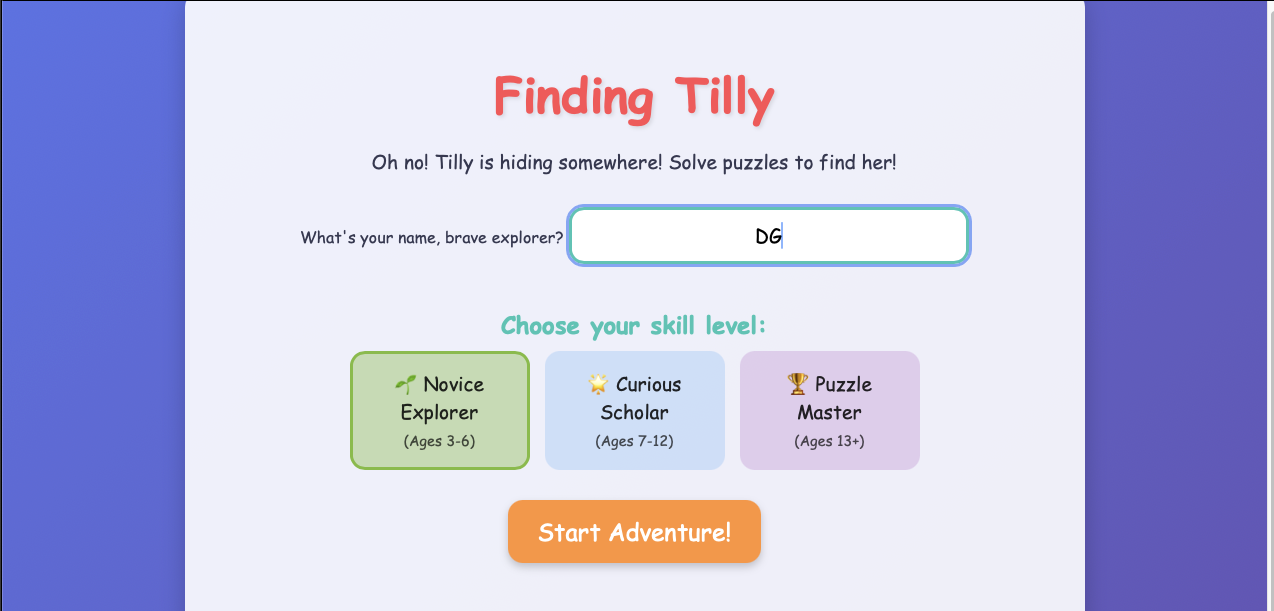 Finding Tilly
Oh no! Tilly is hiding somewhere! Solve puzzles to find her!
What's your name, brave explorer? DG
Choose your skill level:
🌱 Novice
Explorer
(Ages 3-6)
🌟 Curious
Scholar
(Ages 7-12)
🏆 Puzzle
Master
(Ages 13+)
Start Adventure!